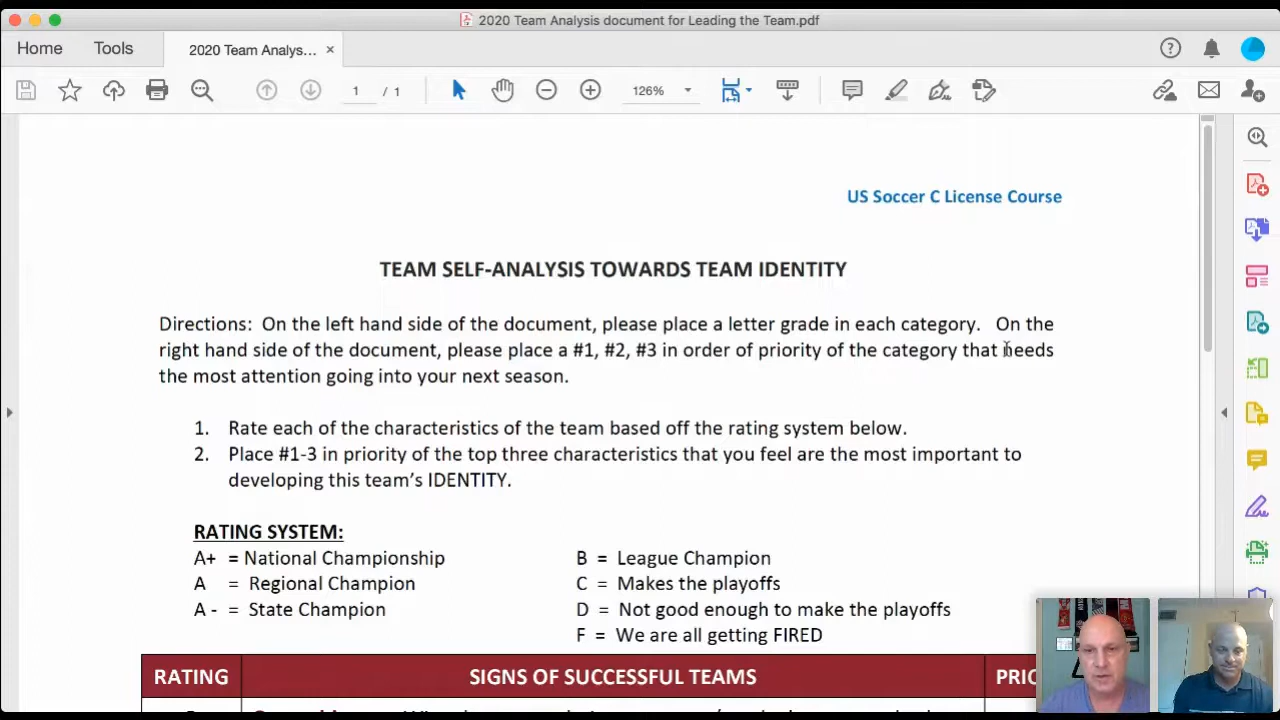 2020 Team Analysis document for Leading the Team.pdf
Home Tools 2020 Team Analys... ×
1 / 1 126%
US Soccer C License Course
TEAM SELF-ANALYSIS TOWARDS TEAM IDENTITY
Directions: On the left hand side of the document, please place a letter grade in each category. On the
right hand side of the document, please place a #1, #2, #3 in order of priority of the category that needs
the most attention going into your next season.
1. Rate each of the characteristics of the team based off the rating system below.
2. Place #1-3 in priority of the top three characteristics that you feel are the most important to
developing this team's IDENTITY.
RATING SYSTEM:
A+ = National Championship B = League Champion
A = Regional Champion C = Makes the playoffs
A - = State Champion D = Not good enough to make the playoffs
F = We are all getting FIRED
RATING SIGNS OF SUCCESSFUL TEAMS